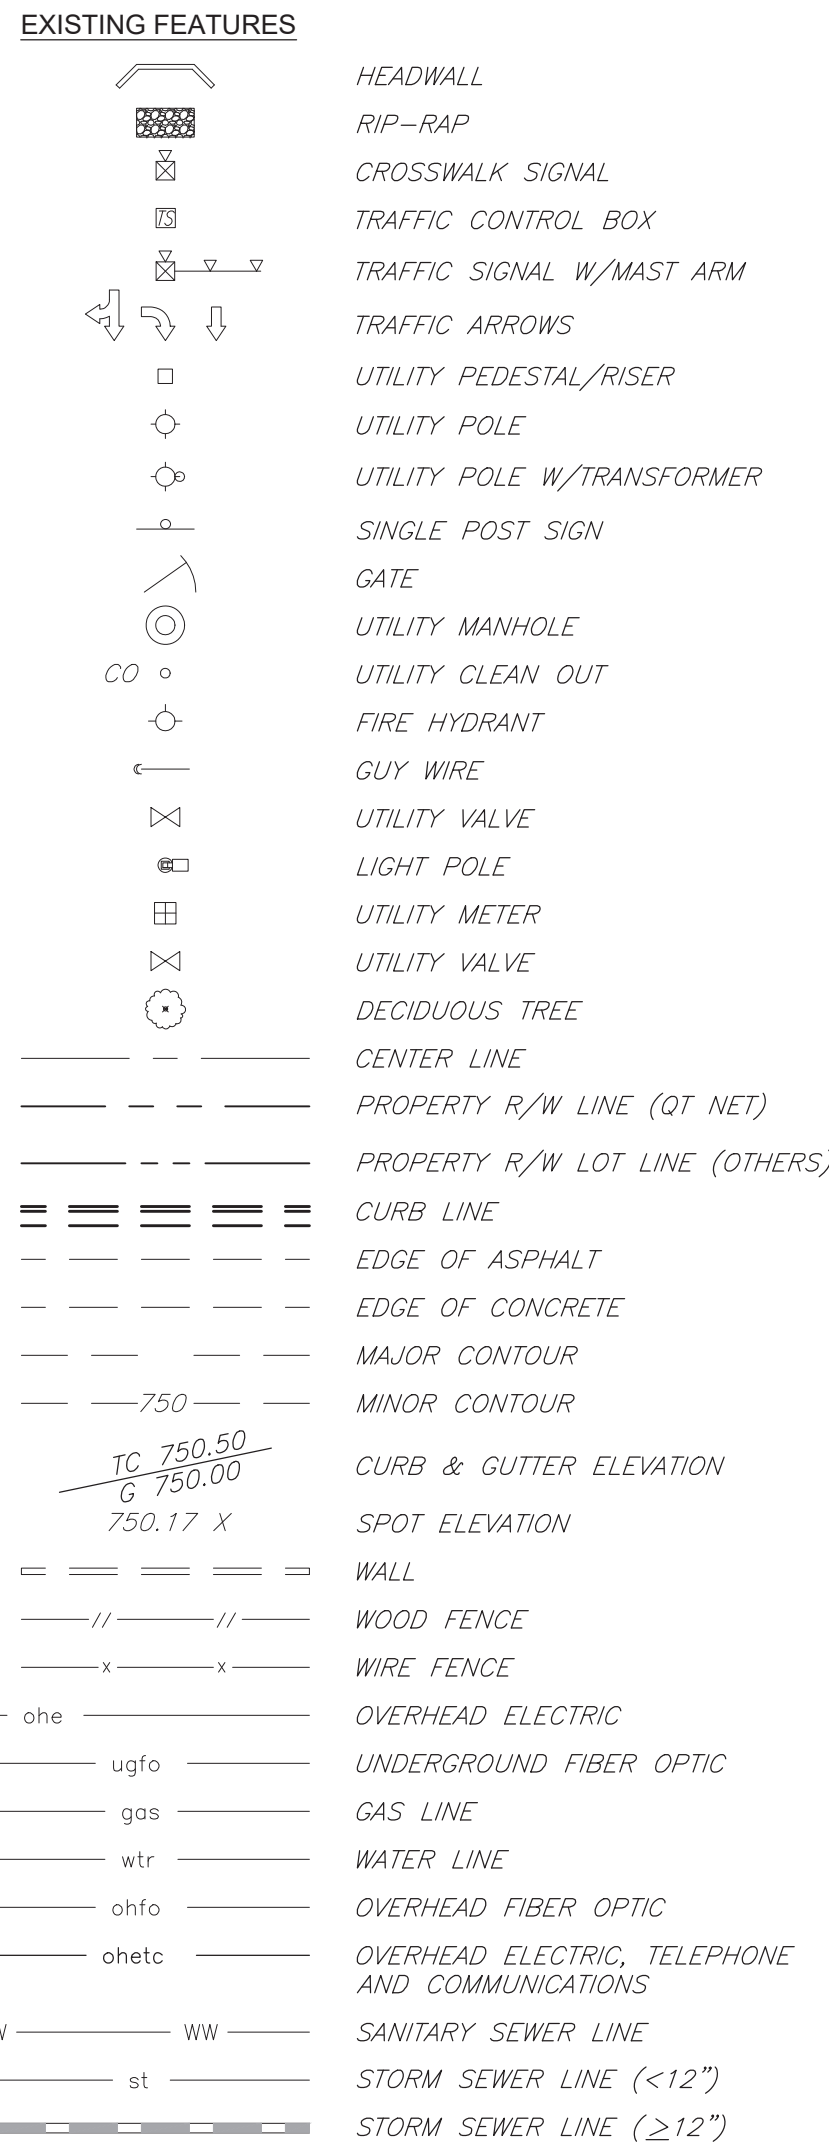 EXISTING FEATURES
HEADWALL
RIP-RAP
CROSSWALK SIGNAL
TS TRAFFIC CONTROL BOX
TRAFFIC SIGNAL W/MAST ARM
TRAFFIC ARROWS
UTILITY PEDESTAL/RISER
UTILITY POLE
UTILITY POLE W/TRANSFORMER
SINGLE POST SIGN
GATE
UTILITY MANHOLE
CO UTILITY CLEAN OUT
FIRE HYDRANT
GUY WIRE
UTILITY VALVE
LIGHT POLE
UTILITY METER
UTILITY VALVE
DECIDUOUS TREE
CENTER LINE
PROPERTY R/W LINE (QT NET)
PROPERTY R/W LOT LINE (OTHERS)
CURB LINE
EDGE OF ASPHALT
EDGE OF CONCRETE
MAJOR CONTOUR
750 MINOR CONTOUR
TC 750.50
G 750.00
CURB & GUTTER ELEVATION
750.17 X SPOT ELEVATION
WALL
// // WOOD FENCE
x x WIRE FENCE
ohe OVERHEAD ELECTRIC
ugfo UNDERGROUND FIBER OPTIC
gas GAS LINE
wtr WATER LINE
ohfo OVERHEAD FIBER OPTIC
ohetc OVERHEAD ELECTRIC, TELEPHONE
AND COMMUNICATIONS
WW SANITARY SEWER LINE
st STORM SEWER LINE (<12")
STORM SEWER LINE (≥12")